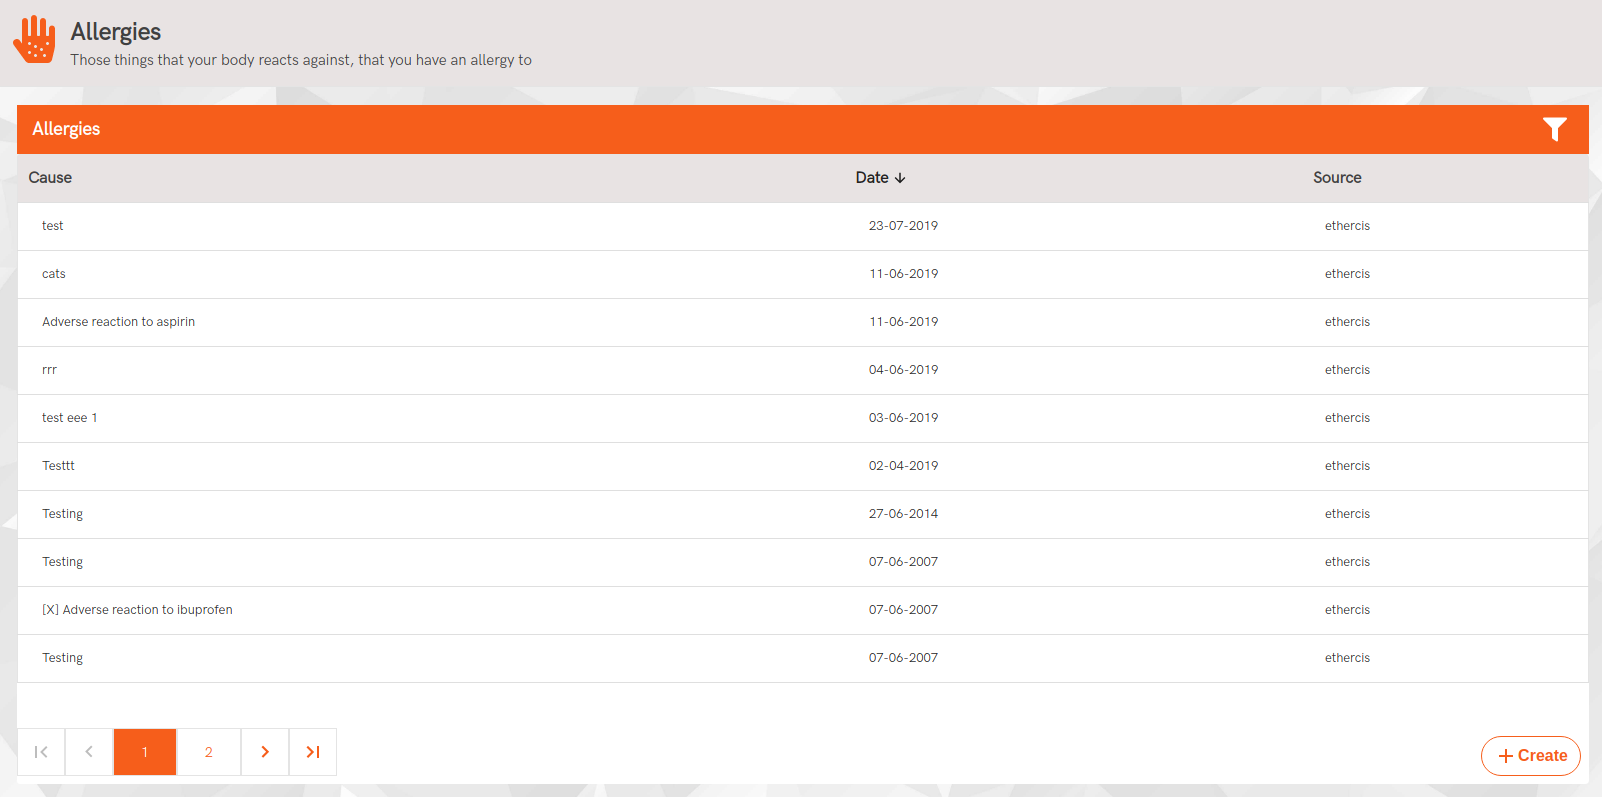 Allergies
Those things that your body reacts against, that you have an allergy to
Allergies
Cause Date Source
test 23-07-2019 ethercis
cats 11-06-2019 ethercis
Adverse reaction to aspirin 11-06-2019 ethercis
rrr 04-06-2019 ethercis
test eee 1 03-06-2019 ethercis
Testtt 02-04-2019 ethercis
Testing 27-06-2014 ethercis
Testing 07-06-2007 ethercis
[X] Adverse reaction to ibuprofen 07-06-2007 ethercis
Testing 07-06-2007 ethercis
1 2 Create